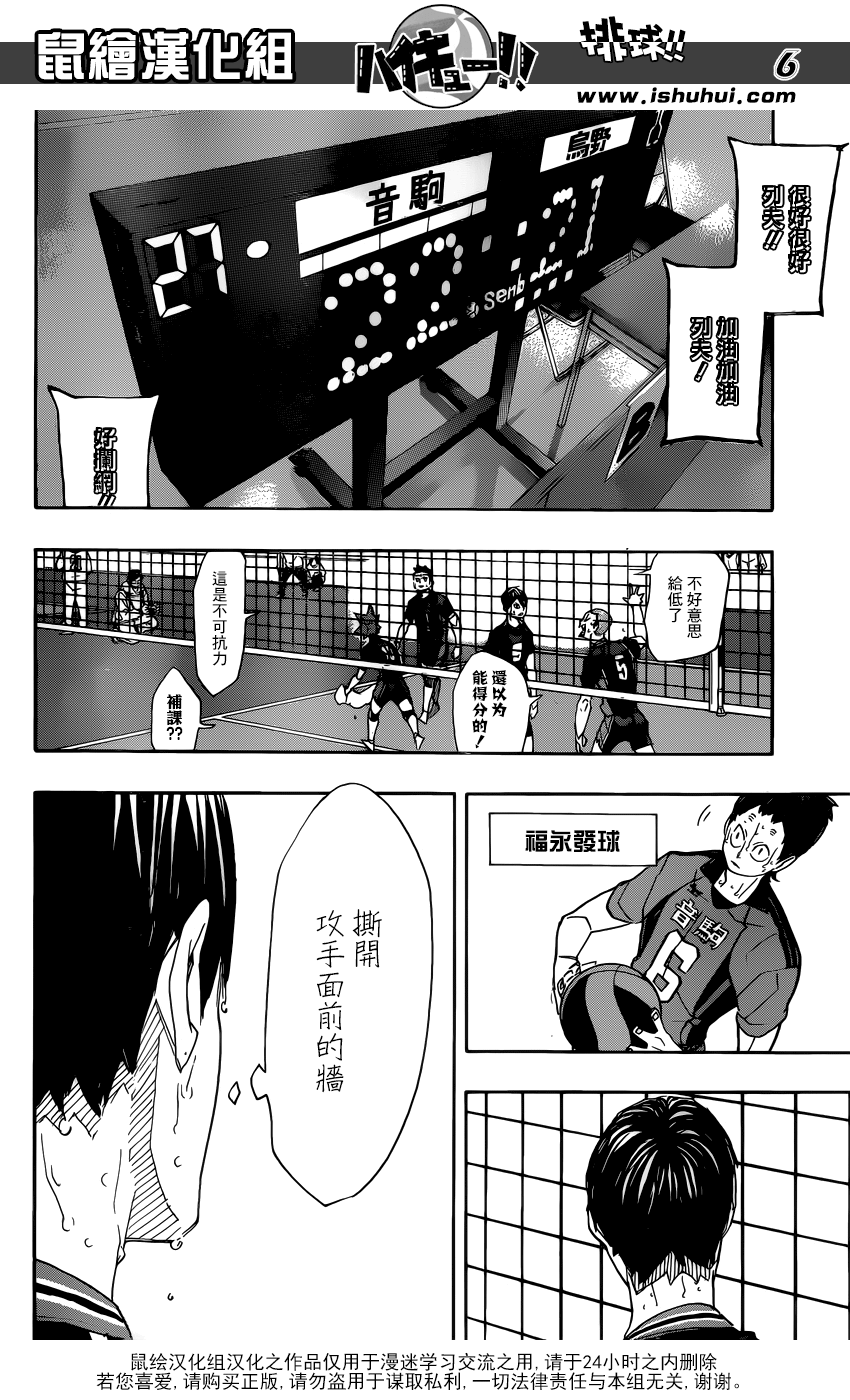 鼠繪漢化組
ハイキュー!!
排球!!
6
www.ishuhui.com
很好很好
列夫!!
加油加油
列夫!
音駒
烏野
27
22
21
8
好攔網!!
不好意思
給低了
還以为
能得分的!
5
這是不可抗力
補課??
福永發球
音駒
6
撕開
攻手面前的牆
鼠绘汉化组汉化之作品仅用于漫迷学习交流之用, 请于24小时之内删除
若您喜爱, 请购买正版, 请勿盗用于谋取私利, 一切法律责任与本组无关, 谢谢。